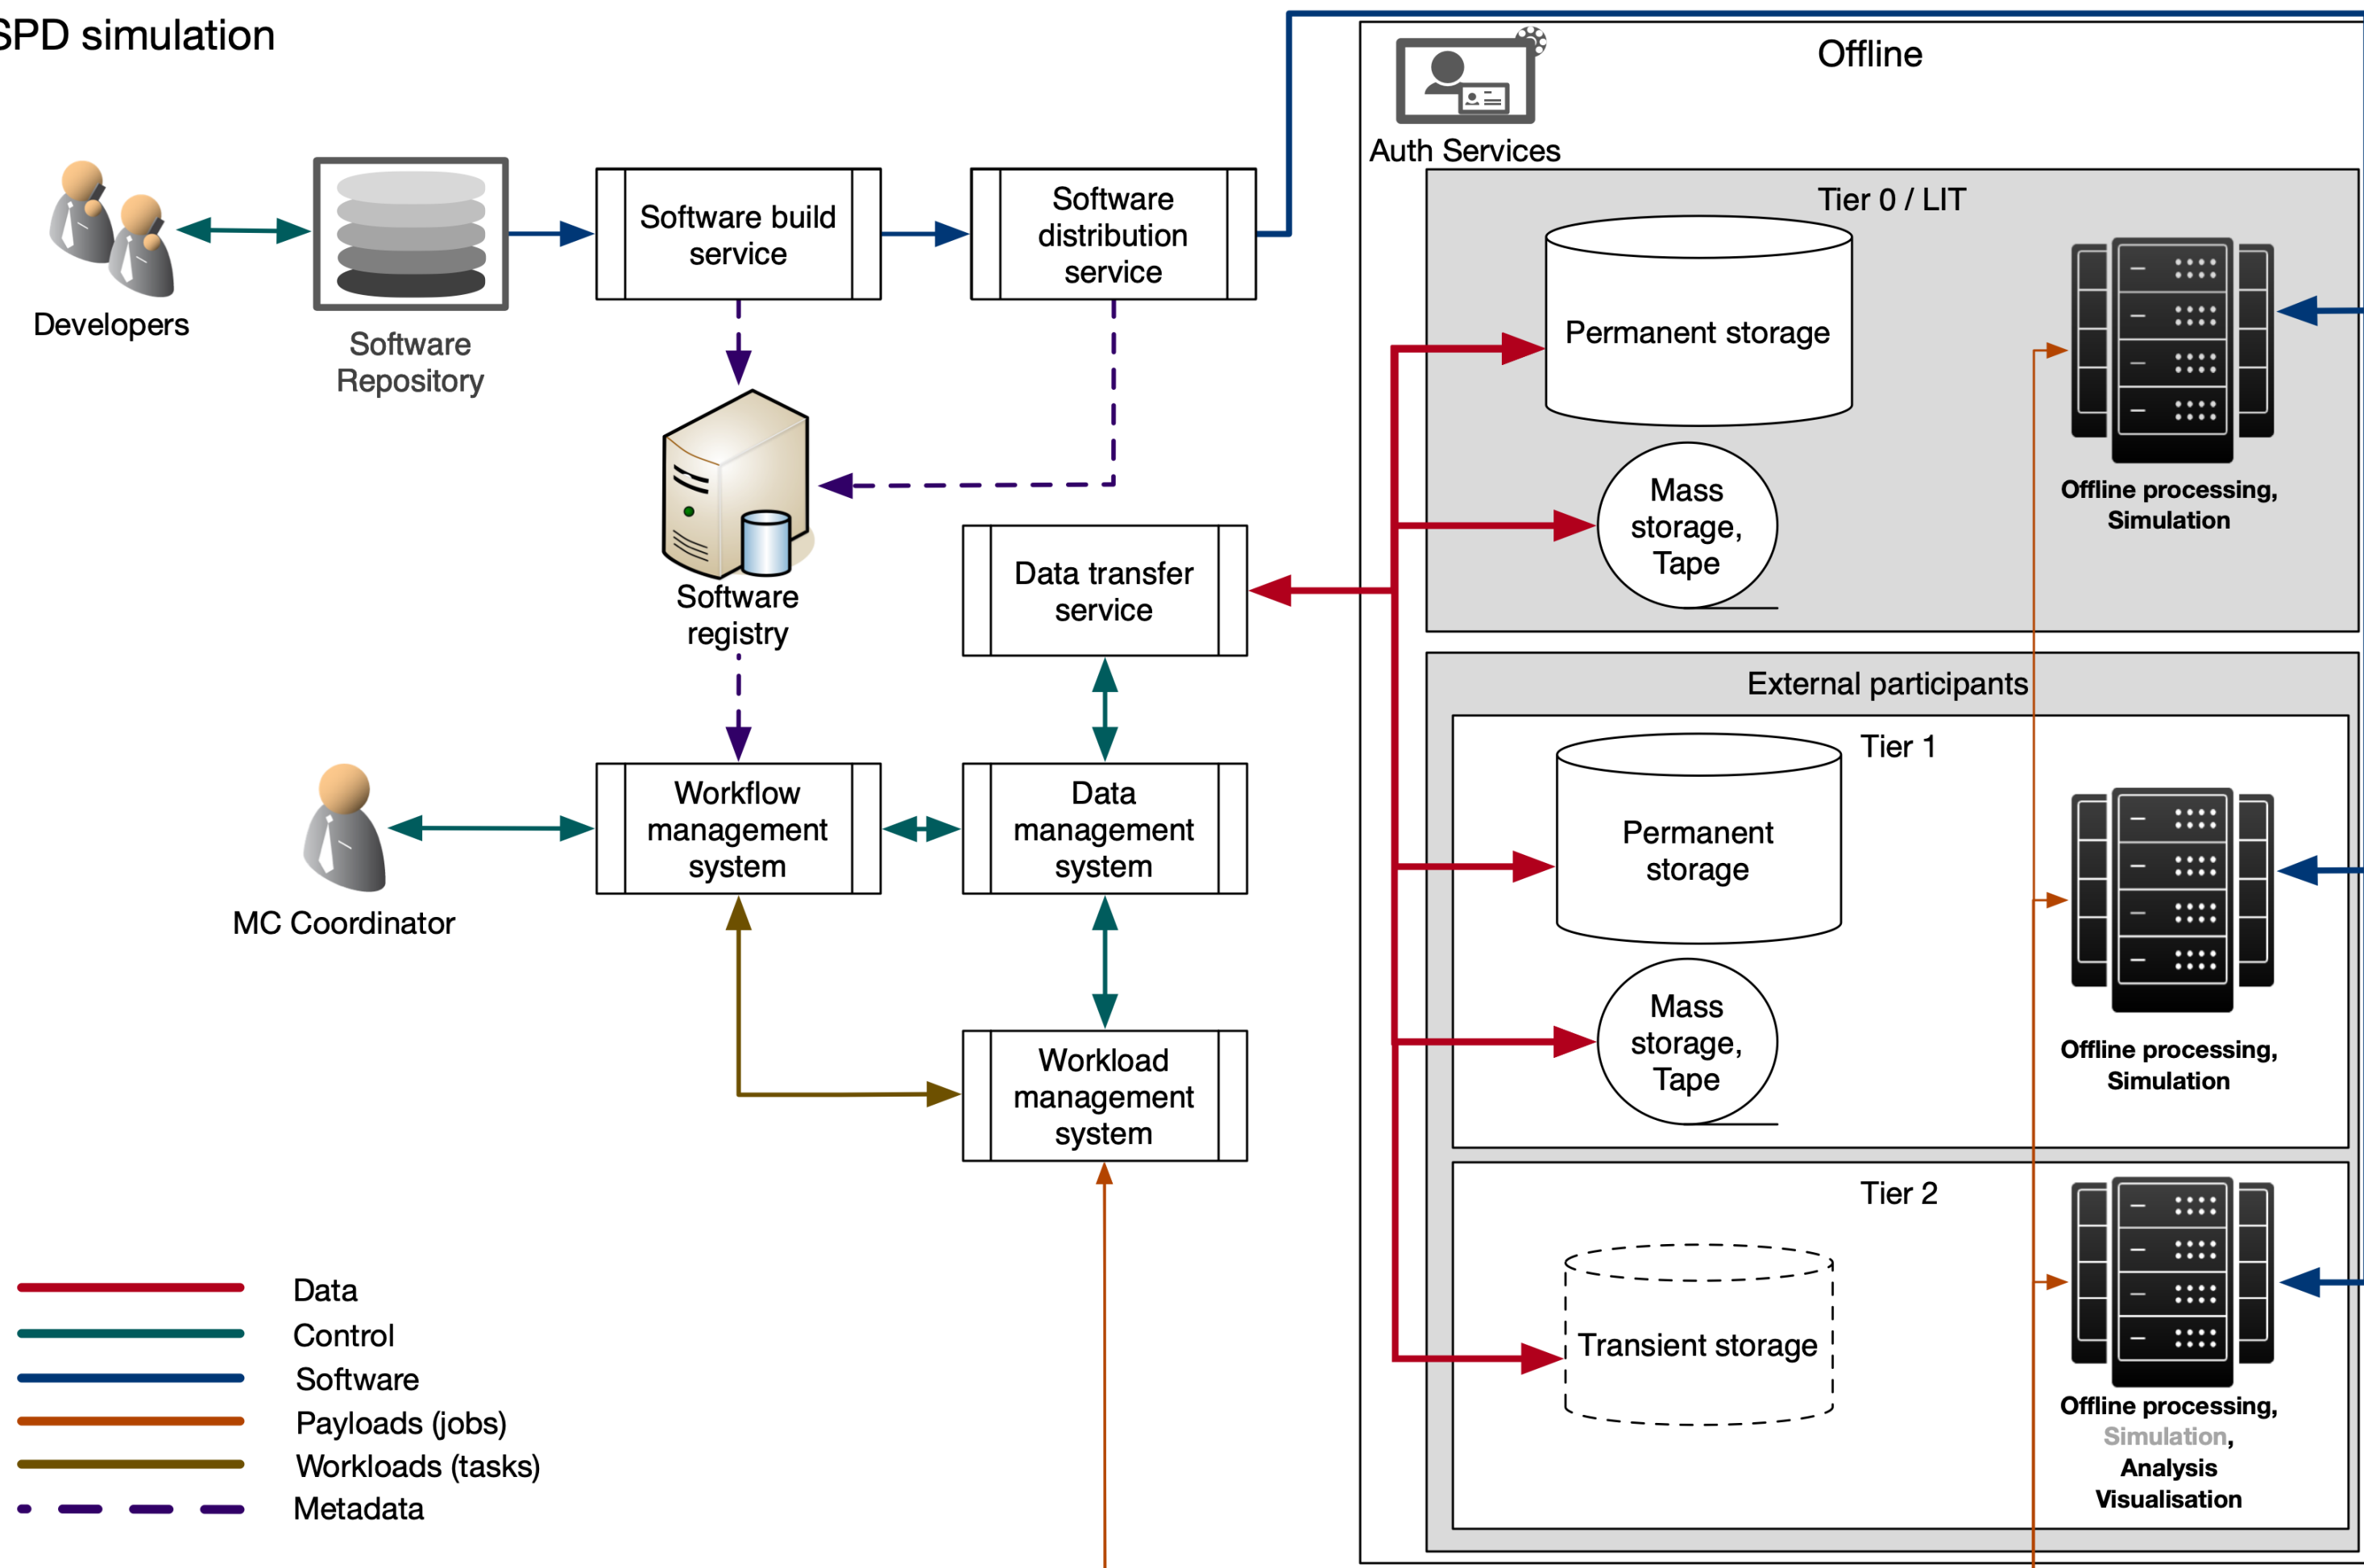 SPD simulation
Offline
Auth Services
Developers
Software
Repository
Software build
service
Software
distribution
service
Software
registry
Data transfer
service
MC Coordinator
Workflow
management
system
Data
management
system
Workload
management
system
Tier 0 / LIT
Permanent storage
Mass
storage,
Tape
Offline processing,
Simulation
External participants
Tier 1
Permanent
storage
Mass
storage,
Tape
Offline processing,
Simulation
Tier 2
Transient storage
Offline processing,
Simulation,
Analysis
Visualisation
Data
Control
Software
Payloads (jobs)
Workloads (tasks)
Metadata